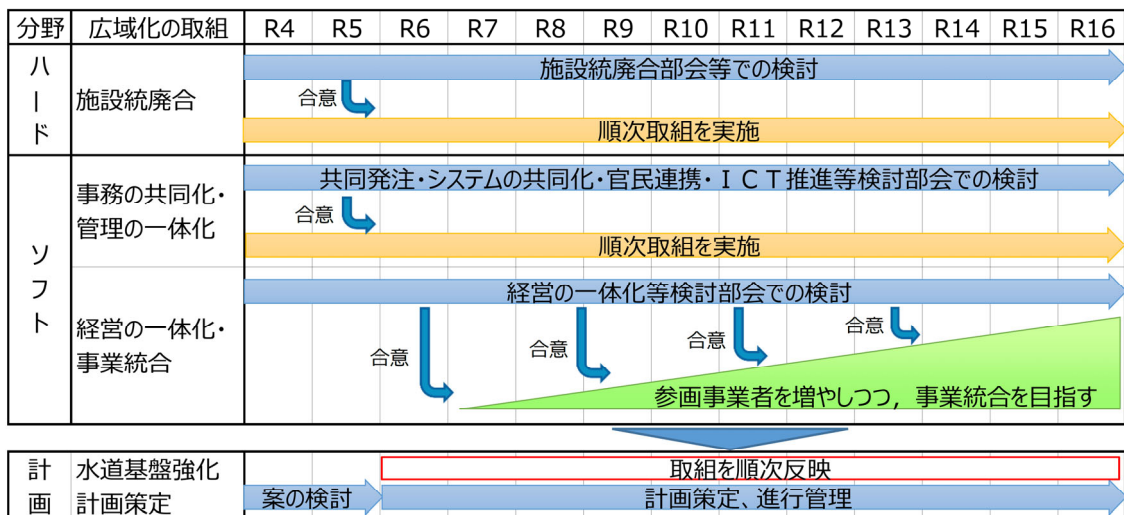 分野 広域化の取組 R4 R5 R6 R7 R8 R9 R10 R11 R12 R13 R14 R15 R16
ハード
施設統廃合
施設統廃合部会等での検討
合意
順次取組を実施
ソフト
事務の共同化・
管理の一体化
共同発注・システムの共同化・官民連携・ＩＣＴ推進等検討部会での検討
合意
順次取組を実施
経営の一体化・
事業統合
経営の一体化等検討部会での検討
合意
合意
合意
合意
参画事業者を増やしつつ，事業統合を目指す
計画
水道基盤強化
計画策定
取組を順次反映
案の検討
計画策定、進行管理